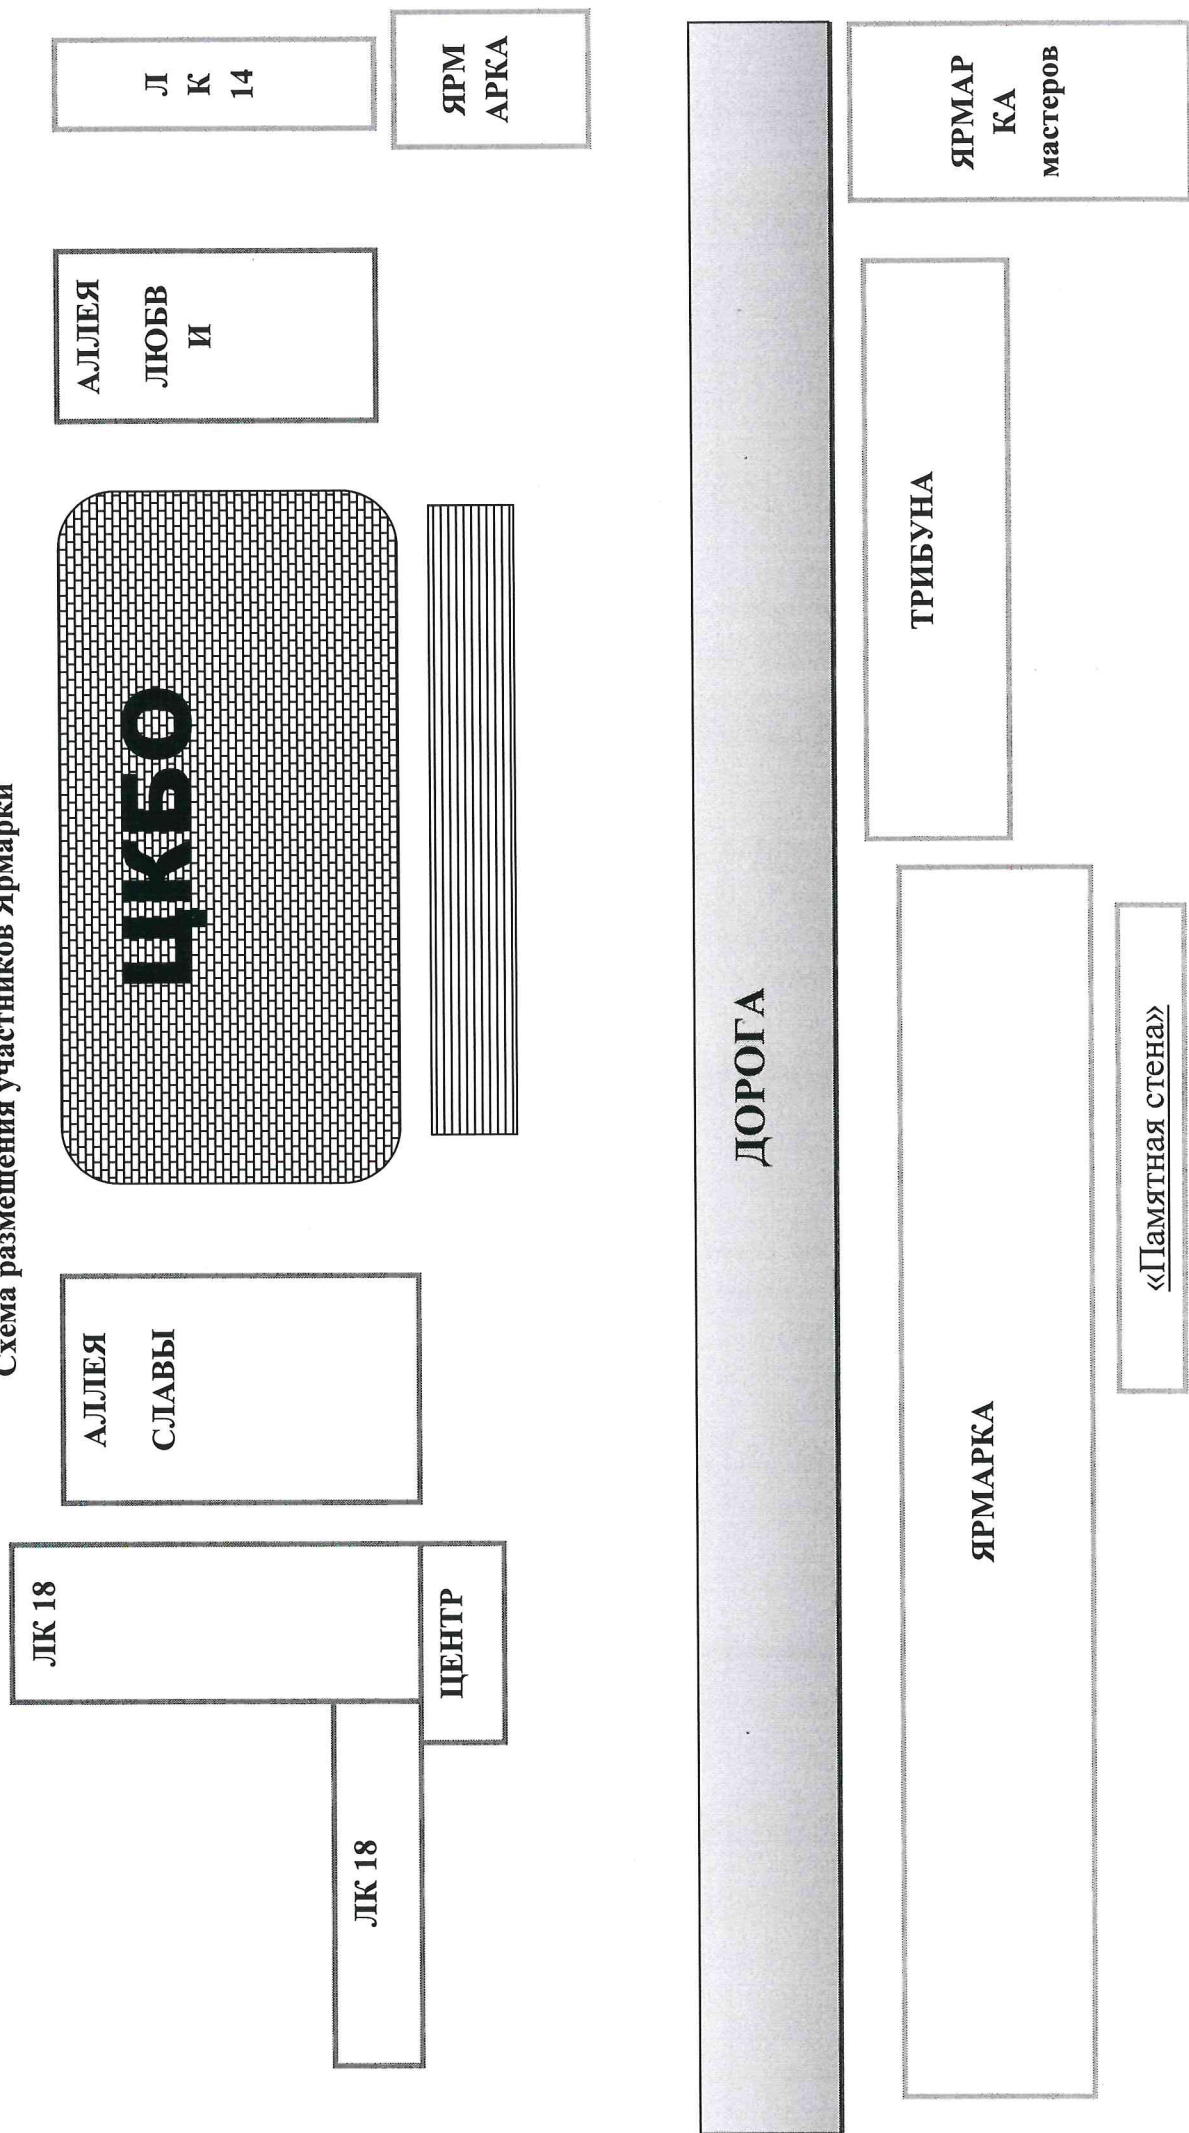 Схема размещения участников Ярмарки
ЛК 18
ЛК 18
ЦЕНТР
АЛЛЕЯ
СЛАВЫ
ЦКБО
АЛЛЕЯ
ЛЮБВ
И
Л
К
14
ЯРМ
АРКА
ДОРОГА
ЯРМАРКА
ТРИБУНА
ЯРМАР
КА
мастеров
«Памятная стена»